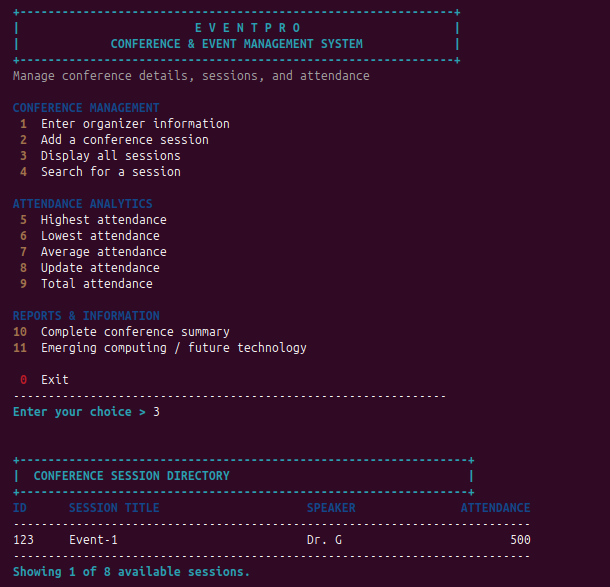 +--------------------------------------------------------------+
| E V E N T P R O |
| CONFERENCE & EVENT MANAGEMENT SYSTEM |
+--------------------------------------------------------------+
Manage conference details, sessions, and attendance
CONFERENCE MANAGEMENT
1 Enter organizer information
2 Add a conference session
3 Display all sessions
4 Search for a session
ATTENDANCE ANALYTICS
5 Highest attendance
6 Lowest attendance
7 Average attendance
8 Update attendance
9 Total attendance
REPORTS & INFORMATION
10 Complete conference summary
11 Emerging computing / future technology
0 Exit
--------------------------------------------------------------
Enter your choice > 3
+----------------------------------------------------------------+
| CONFERENCE SESSION DIRECTORY |
+----------------------------------------------------------------+
ID SESSION TITLE SPEAKER ATTENDANCE
--------------------------------------------------------------------------
123 Event-1 Dr. G 500
--------------------------------------------------------------------------
Showing 1 of 8 available sessions.